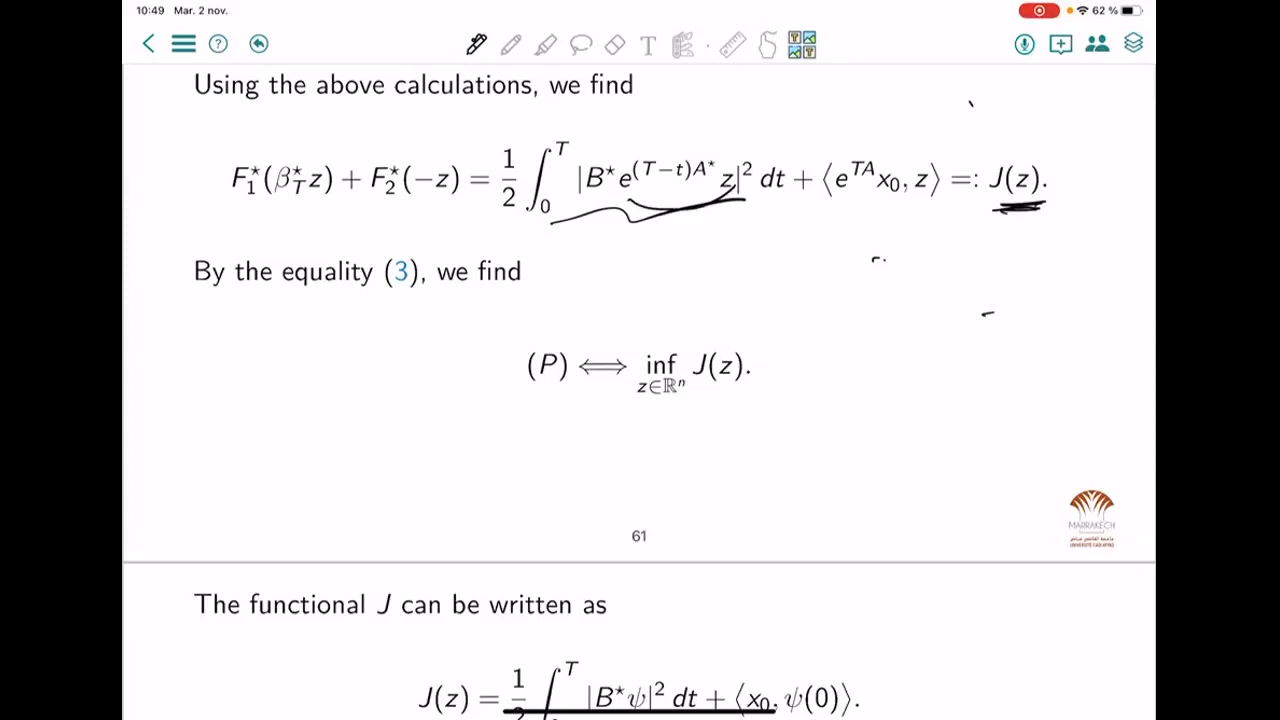 10:49 Mar. 2 nov. 62 %
Using the above calculations, we find
F₁*(β_T* z) + F₂*(−z) = 1/2 ∫₀ᵀ |B* e^{(T−t)A*} z|² dt + ⟨e^{TA} x₀, z⟩ =: J(z).
By the equality (3), we find
(P) ⟺ inf_{z∈ℝⁿ} J(z).
MARRAKECH
61
The functional J can be written as
J(z) = 1/2 ∫₀ᵀ |B* ψ|² dt + ⟨x₀, ψ(0)⟩.